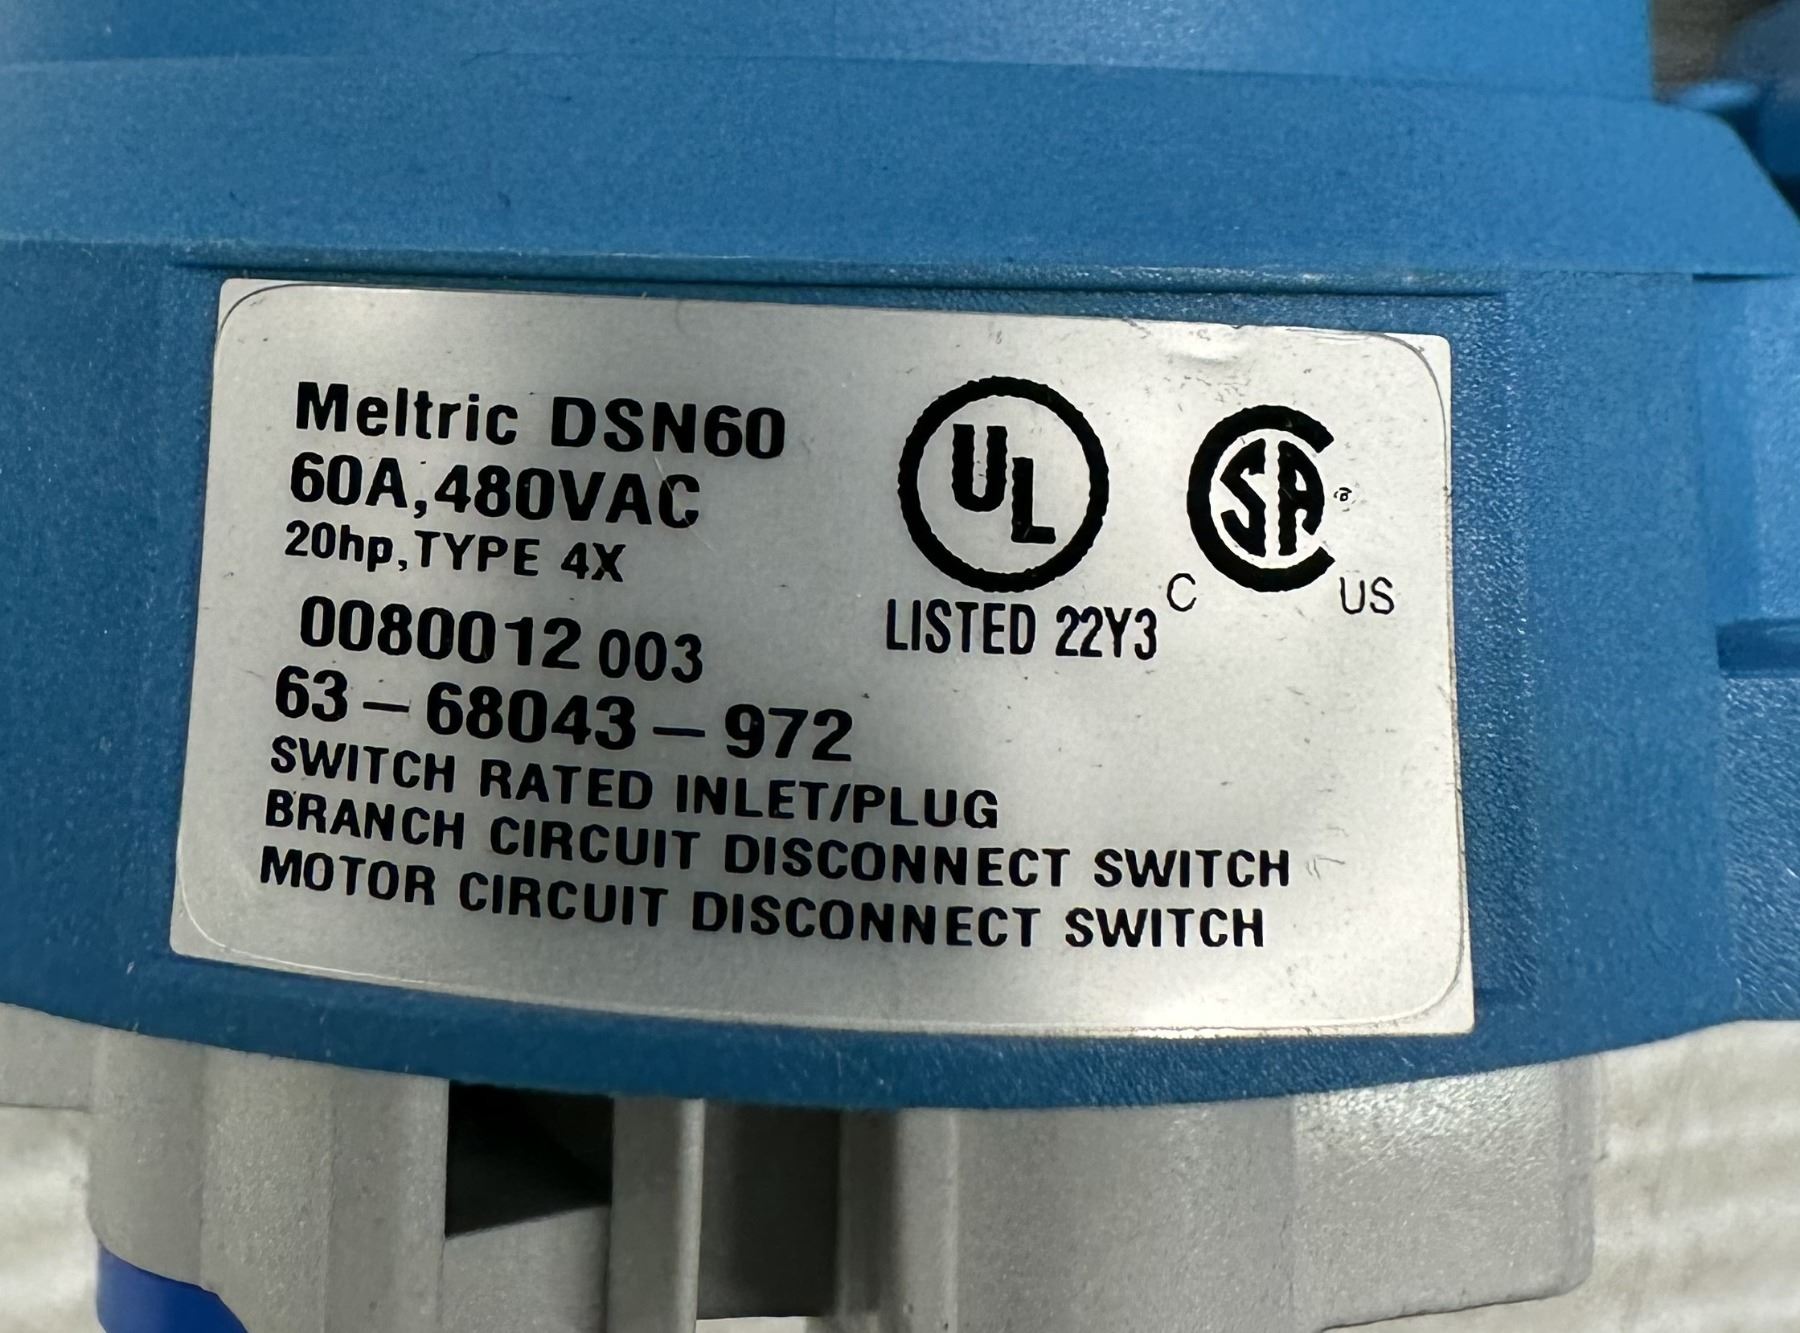 Meltric DSN60
60A,480VAC
20hp,TYPE 4X
0080012 003
63-68043-972
SWITCH RATED INLET/PLUG
BRANCH CIRCUIT DISCONNECT SWITCH
MOTOR CIRCUIT DISCONNECT SWITCH
UL
LISTED 22Y3
C SA ® US